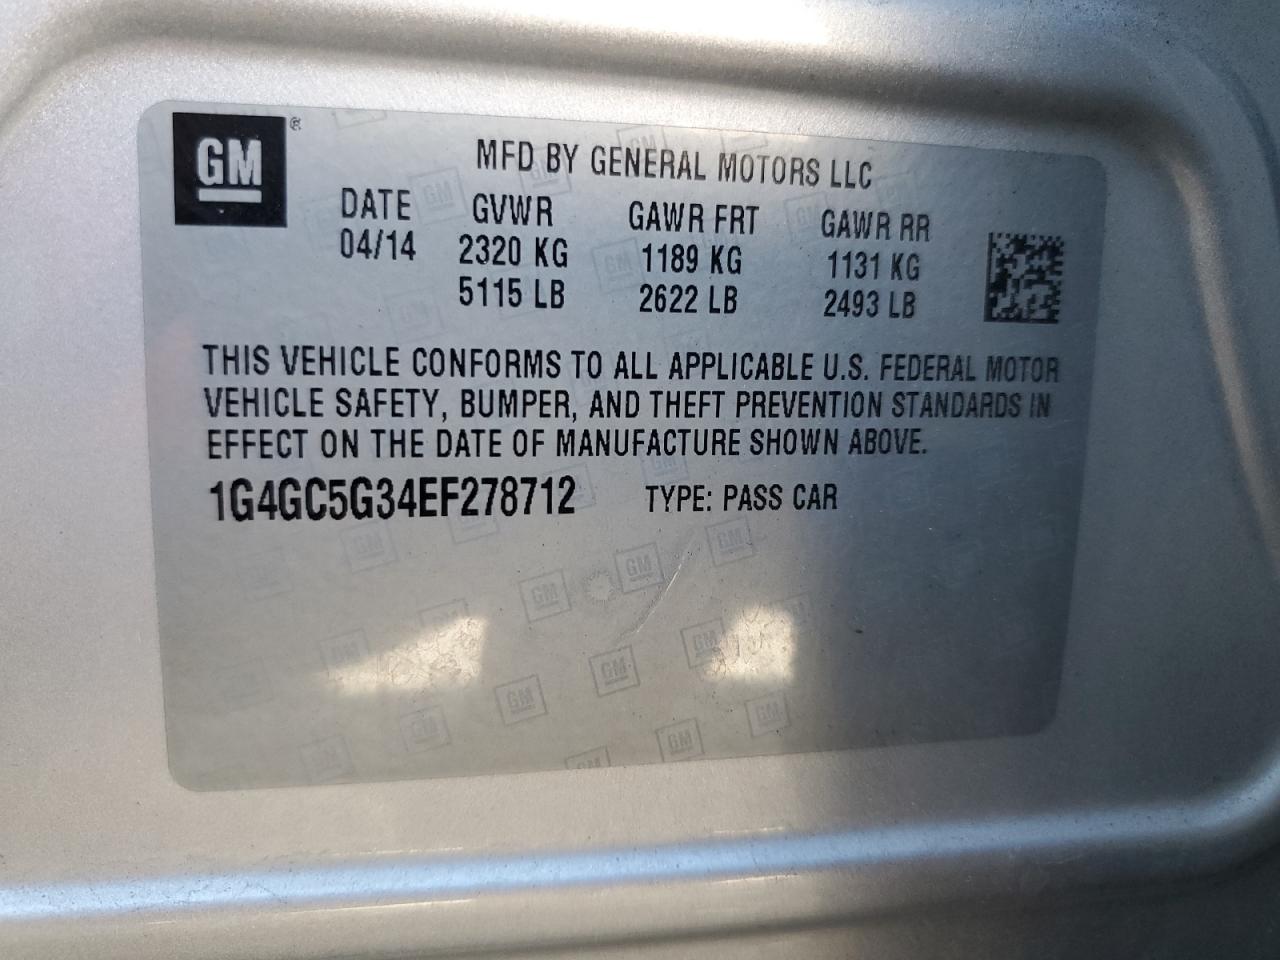 GM ®
MFD BY GENERAL MOTORS LLC
DATE GVWR GAWR FRT GAWR RR
04/14 2320 KG 1189 KG 1131 KG
5115 LB 2622 LB 2493 LB
THIS VEHICLE CONFORMS TO ALL APPLICABLE U.S. FEDERAL MOTOR
VEHICLE SAFETY, BUMPER, AND THEFT PREVENTION STANDARDS IN
EFFECT ON THE DATE OF MANUFACTURE SHOWN ABOVE.
1G4GC5G34EF278712 TYPE: PASS CAR